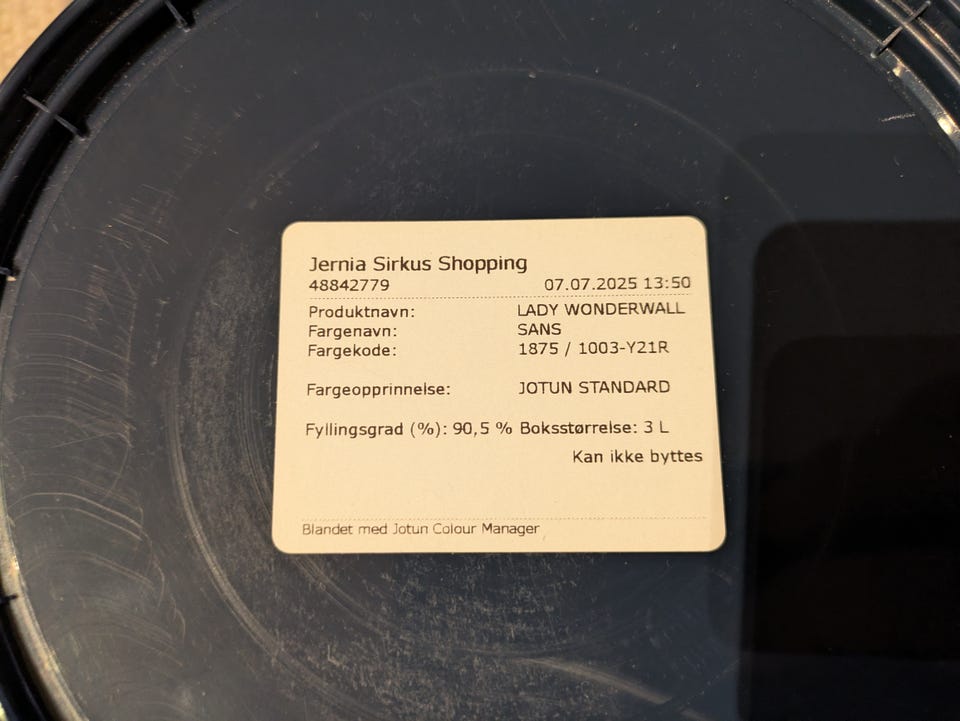 Jernia Sirkus Shopping
48842779 07.07.2025 13:50
Produktnavn: LADY WONDERWALL
Fargenavn: SANS
Fargekode: 1875 / 1003-Y21R
Fargeopprinnelse: JOTUN STANDARD
Fyllingsgrad (%): 90,5 % Boksstørrelse: 3 L
Kan ikke byttes
Blandet med Jotun Colour Manager